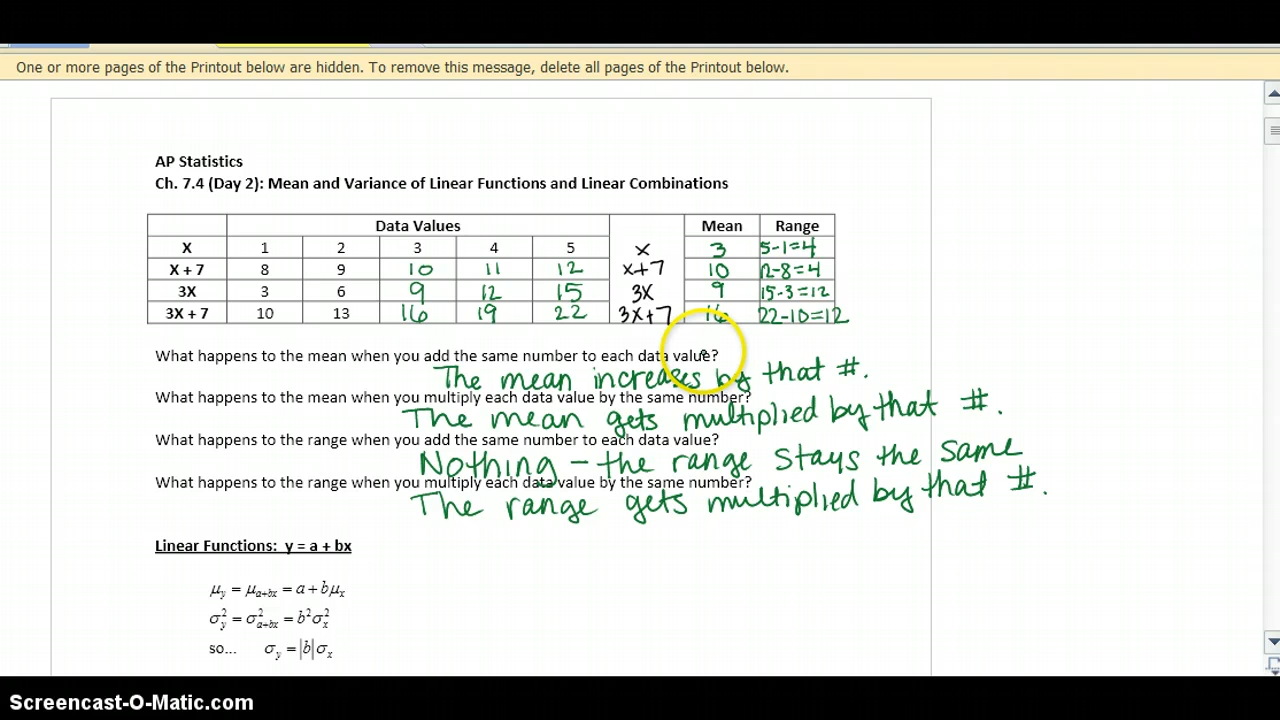 One or more pages of the Printout below are hidden. To remove this message, delete all pages of the Printout below.
AP Statistics
Ch. 7.4 (Day 2): Mean and Variance of Linear Functions and Linear Combinations
Data Values Mean Range
X 1 2 3 4 5 x 3 5-1=4
X + 7 8 9 10 11 12 x+7 10 12-8=4
3X 3 6 9 12 15 3X 9 15-3=12
3X + 7 10 13 16 19 22 3X+7 16 22-10=12
What happens to the mean when you add the same number to each data value?
The mean increases by that #.
What happens to the mean when you multiply each data value by the same number?
The mean gets multiplied by that #.
What happens to the range when you add the same number to each data value?
Nothing - the range stays the same
What happens to the range when you multiply each data value by the same number?
The range gets multiplied by that #.
Linear Functions: y = a + bx
μ_y = μ_{a+bx} = a + bμ_x
σ²_y = σ²_{a+bx} = b²σ²_x
so... σ_y = |b|σ_x
Screencast-O-Matic.com